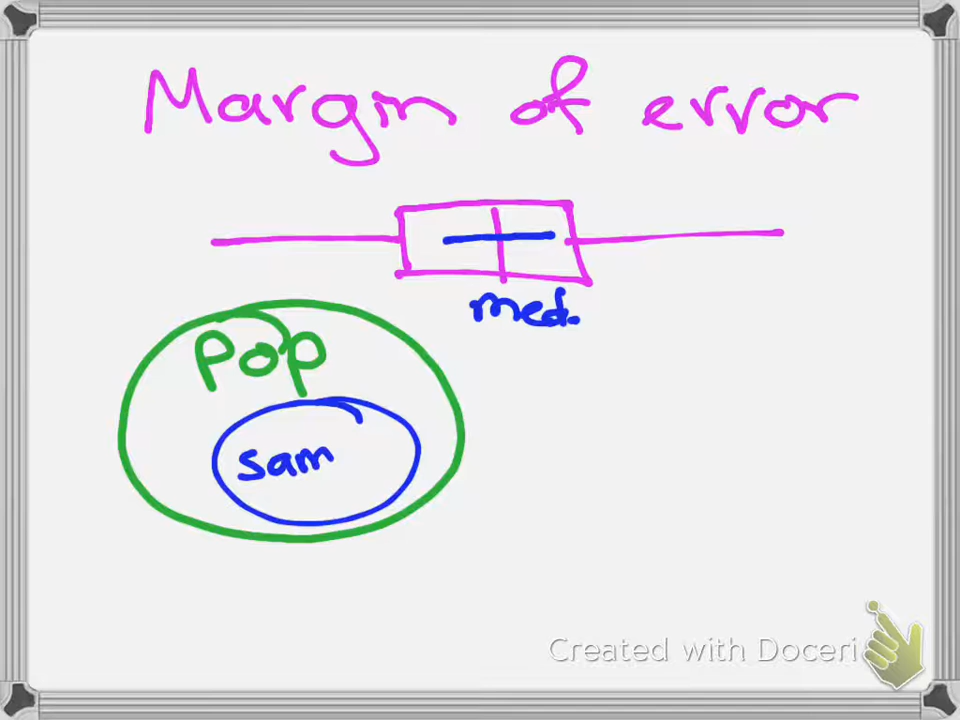 Margin of error
med.
Pop
sam
Created with Doceri